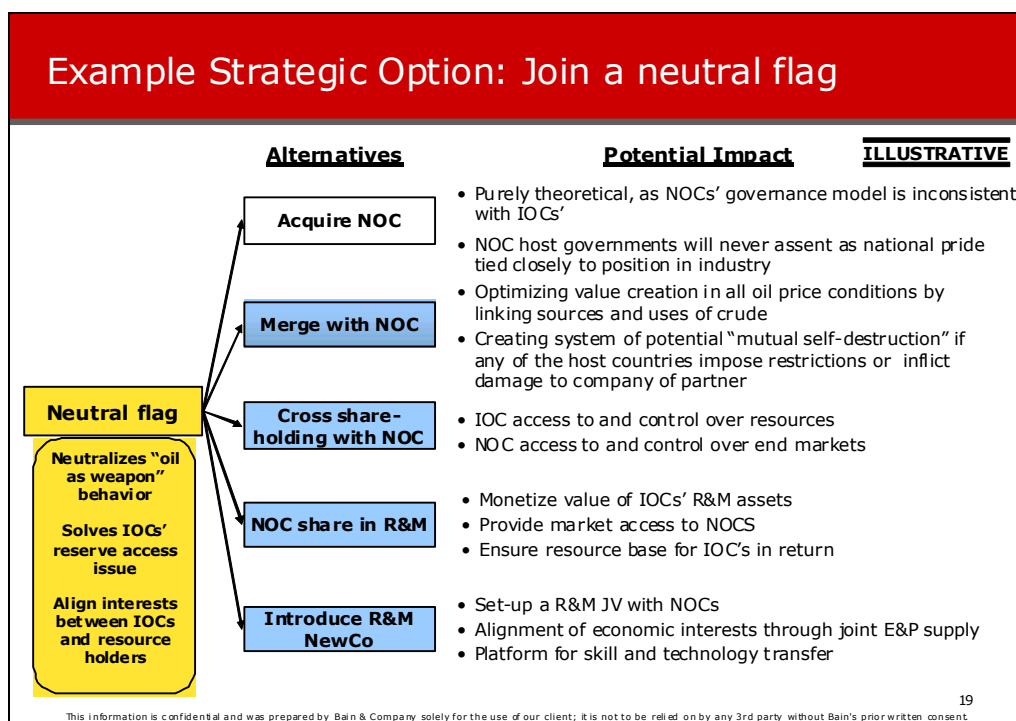 Example Strategic Option: Join a neutral flag
Alternatives
Potential Impact
ILLUSTRATIVE
Acquire NOC
• Purely theoretical, as NOCs’ governance model is inconsistent
with IOCs’
• NOC host governments will never assent as national pride
tied closely to position in industry
Merge with NOC
• Optimizing value creation in all oil price conditions by
linking sources and uses of crude
• Creating system of potential “mutual self-destruction” if
any of the host countries impose restrictions or inflict
damage to company of partner
Neutral flag
Neutralizes “oil
as weapon”
behavior
Solves IOCs’
reserve access
issue
Align interests
between IOCs
and resource
holders
Cross share-
holding with NOC
• IOC access to and control over resources
• NOC access to and control over end markets
NOC share in R&M
• Monetize value of IOCs’ R&M assets
• Provide market access to NOCS
• Ensure resource base for IOC’s in return
Introduce R&M
NewCo
• Set-up a R&M JV with NOCs
• Alignment of economic interests through joint E&P supply
• Platform for skill and technology transfer
19
This information is confidential and was prepared by Bain & Company solely for the use of our client; it is not to be relied on by any 3rd party without Bain's prior written consent.